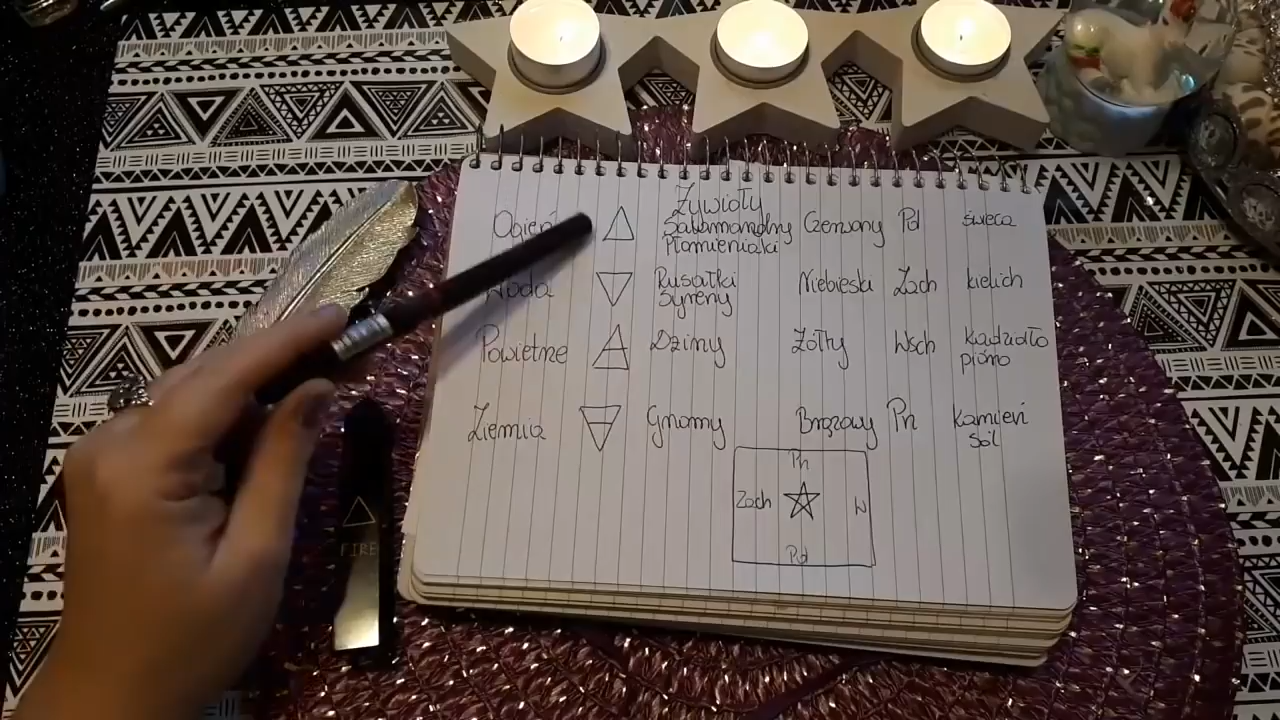 Żywioły
Ogień Salamandry Czerwony Pd świeca
Płomieniaki
Woda Rusałki Niebieski Zach kielich
Syreny
Powietrze Dżiny Żółty Wsch Kadzidło
pióro
Ziemia Gnomy Brązowy Pn Kamień
sól
Pn
Zach W
Pd
FIRE